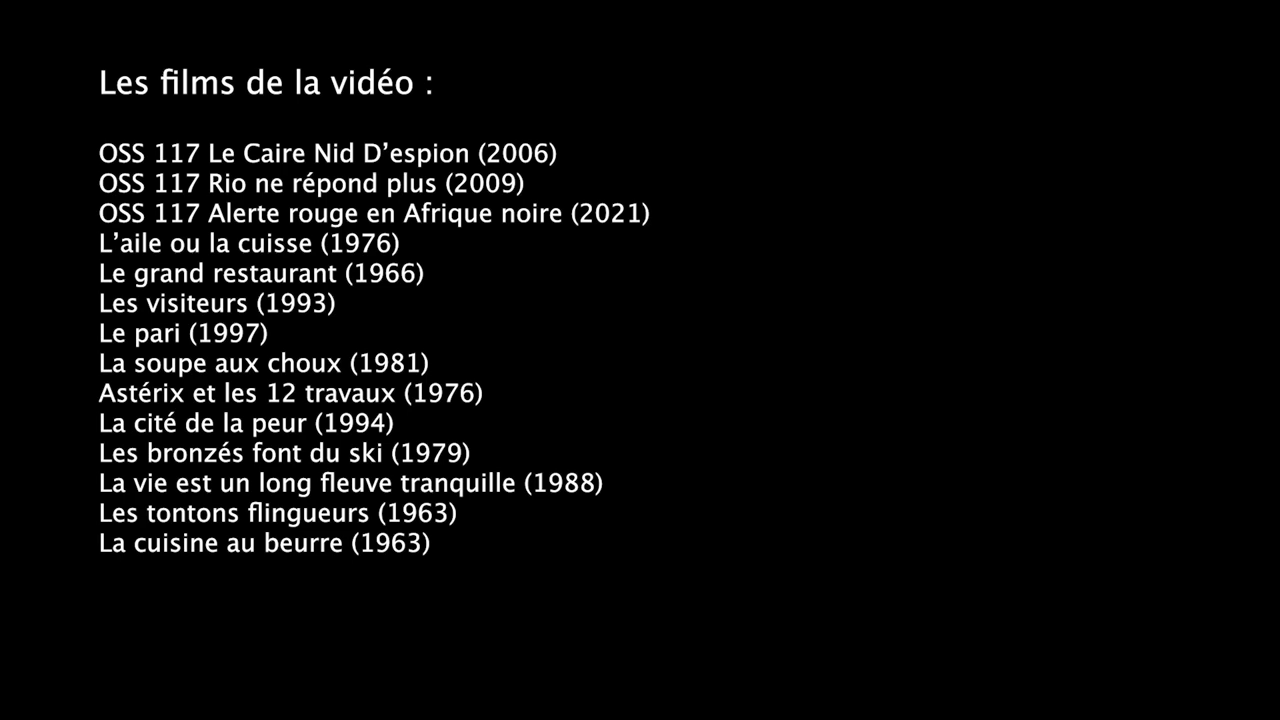 Les films de la vidéo :
OSS 117 Le Caire Nid D’espion (2006)
OSS 117 Rio ne répond plus (2009)
OSS 117 Alerte rouge en Afrique noire (2021)
L’aile ou la cuisse (1976)
Le grand restaurant (1966)
Les visiteurs (1993)
Le pari (1997)
La soupe aux choux (1981)
Astérix et les 12 travaux (1976)
La cité de la peur (1994)
Les bronzés font du ski (1979)
La vie est un long fleuve tranquille (1988)
Les tontons flingueurs (1963)
La cuisine au beurre (1963)